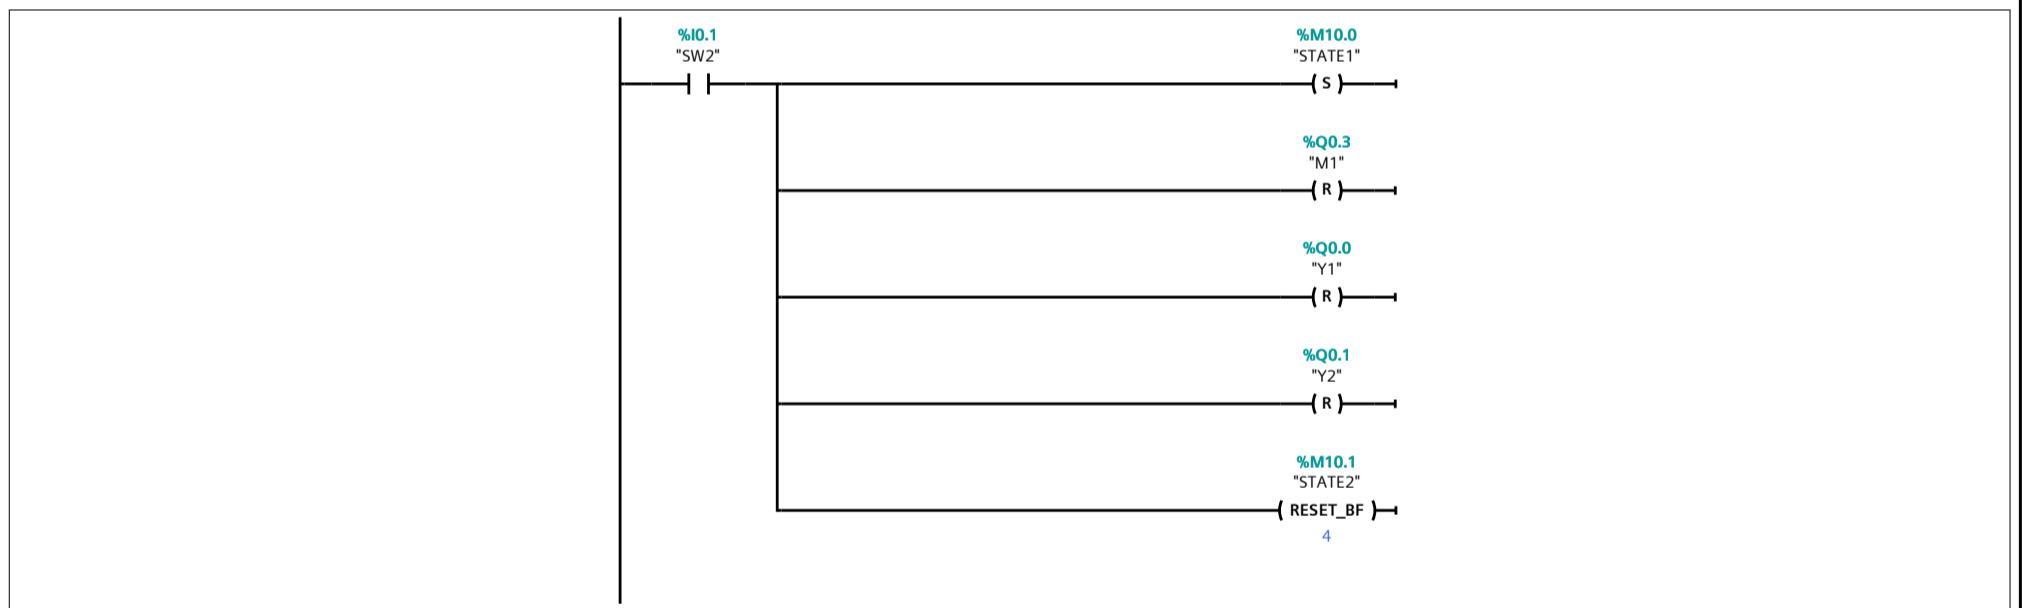 %I0.1
"SW2"
%M10.0
"STATE1"
S
%Q0.3
"M1"
R
%Q0.0
"Y1"
R
%Q0.1
"Y2"
R
%M10.1
"STATE2"
RESET_BF
4